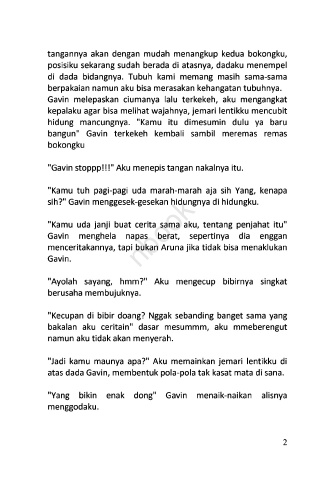 tangannya akan dengan mudah menangkup kedua bokongku,
posisiku sekarang sudah berada di atasnya, dadaku menempel
di dada bidangnya. Tubuh kami memang masih sama-sama
berpakaian namun aku bisa merasakan kehangatan tubuhnya.
Gavin melepaskan ciumanya lalu terkekeh, aku mengangkat
kepalaku agar bisa melihat wajahnya, jemari lentikku mencubit
hidung mancungnya. "Kamu itu dimesumin dulu ya baru
bangun" Gavin terkekeh kembali sambil meremas remas
bokongku
"Gavin stoppp!!!" Aku menepis tangan nakalnya itu.
"Kamu tuh pagi-pagi uda marah-marah aja sih Yang, kenapa
sih?" Gavin menggesek-gesekan hidungnya di hidungku.
"Kamu uda janji buat cerita sama aku, tentang penjahat itu"
Gavin menghela napas berat, sepertinya dia enggan
menceritakannya, tapi bukan Aruna jika tidak bisa menaklukan
Gavin.
"Ayolah sayang, hmm?" Aku mengecup bibirnya singkat
berusaha membujuknya.
"Kecupan di bibir doang? Nggak sebanding banget sama yang
bakalan aku ceritain" dasar mesummm, aku mmeberengut
namun aku tidak akan menyerah.
"Jadi kamu maunya apa?" Aku memainkan jemari lentikku di
atas dada Gavin, membentuk pola-pola tak kasat mata di sana.
"Yang bikin enak dong" Gavin menaik-naikan alisnya
menggodaku.
2